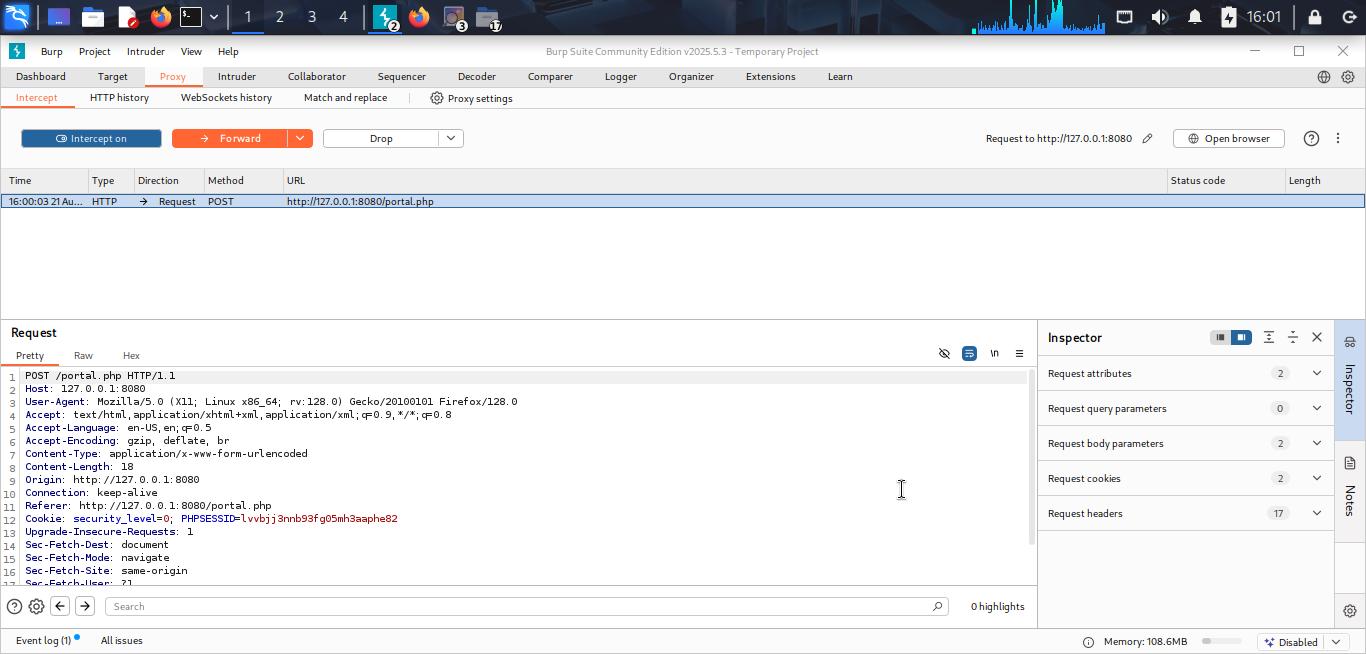 1 2 3 4 2 3 17 16:01
Burp Project Intruder View Help Burp Suite Community Edition v2025.5.3 - Temporary Project
Dashboard Target Proxy Intruder Collaborator Sequencer Decoder Comparer Logger Organizer Extensions Learn
Intercept HTTP history WebSockets history Match and replace Proxy settings
Intercept on Forward Drop Request to http://127.0.0.1:8080 Open browser
Time Type Direction Method URL Status code Length
16:00:03 21 Au... HTTP → Request POST http://127.0.0.1:8080/portal.php
Request
Pretty Raw Hex \n
1 POST /portal.php HTTP/1.1
2 Host: 127.0.0.1:8080
3 User-Agent: Mozilla/5.0 (X11; Linux x86_64; rv:128.0) Gecko/20100101 Firefox/128.0
4 Accept: text/html,application/xhtml+xml,application/xml;q=0.9,*/*;q=0.8
5 Accept-Language: en-US,en;q=0.5
6 Accept-Encoding: gzip, deflate, br
7 Content-Type: application/x-www-form-urlencoded
8 Content-Length: 18
9 Origin: http://127.0.0.1:8080
10 Connection: keep-alive
11 Referer: http://127.0.0.1:8080/portal.php
12 Cookie: security_level=0; PHPSESSID=lvvbjj3nnb93fg05mh3aaphe82
13 Upgrade-Insecure-Requests: 1
14 Sec-Fetch-Dest: document
15 Sec-Fetch-Mode: navigate
16 Sec-Fetch-Site: same-origin
17 Sec-Fetch-User: ?1
Search 0 highlights
Inspector
Request attributes 2
Request query parameters 0
Request body parameters 2
Request cookies 2
Request headers 17
Inspector
Notes
Event log (1) All issues Memory: 108.6MB Disabled